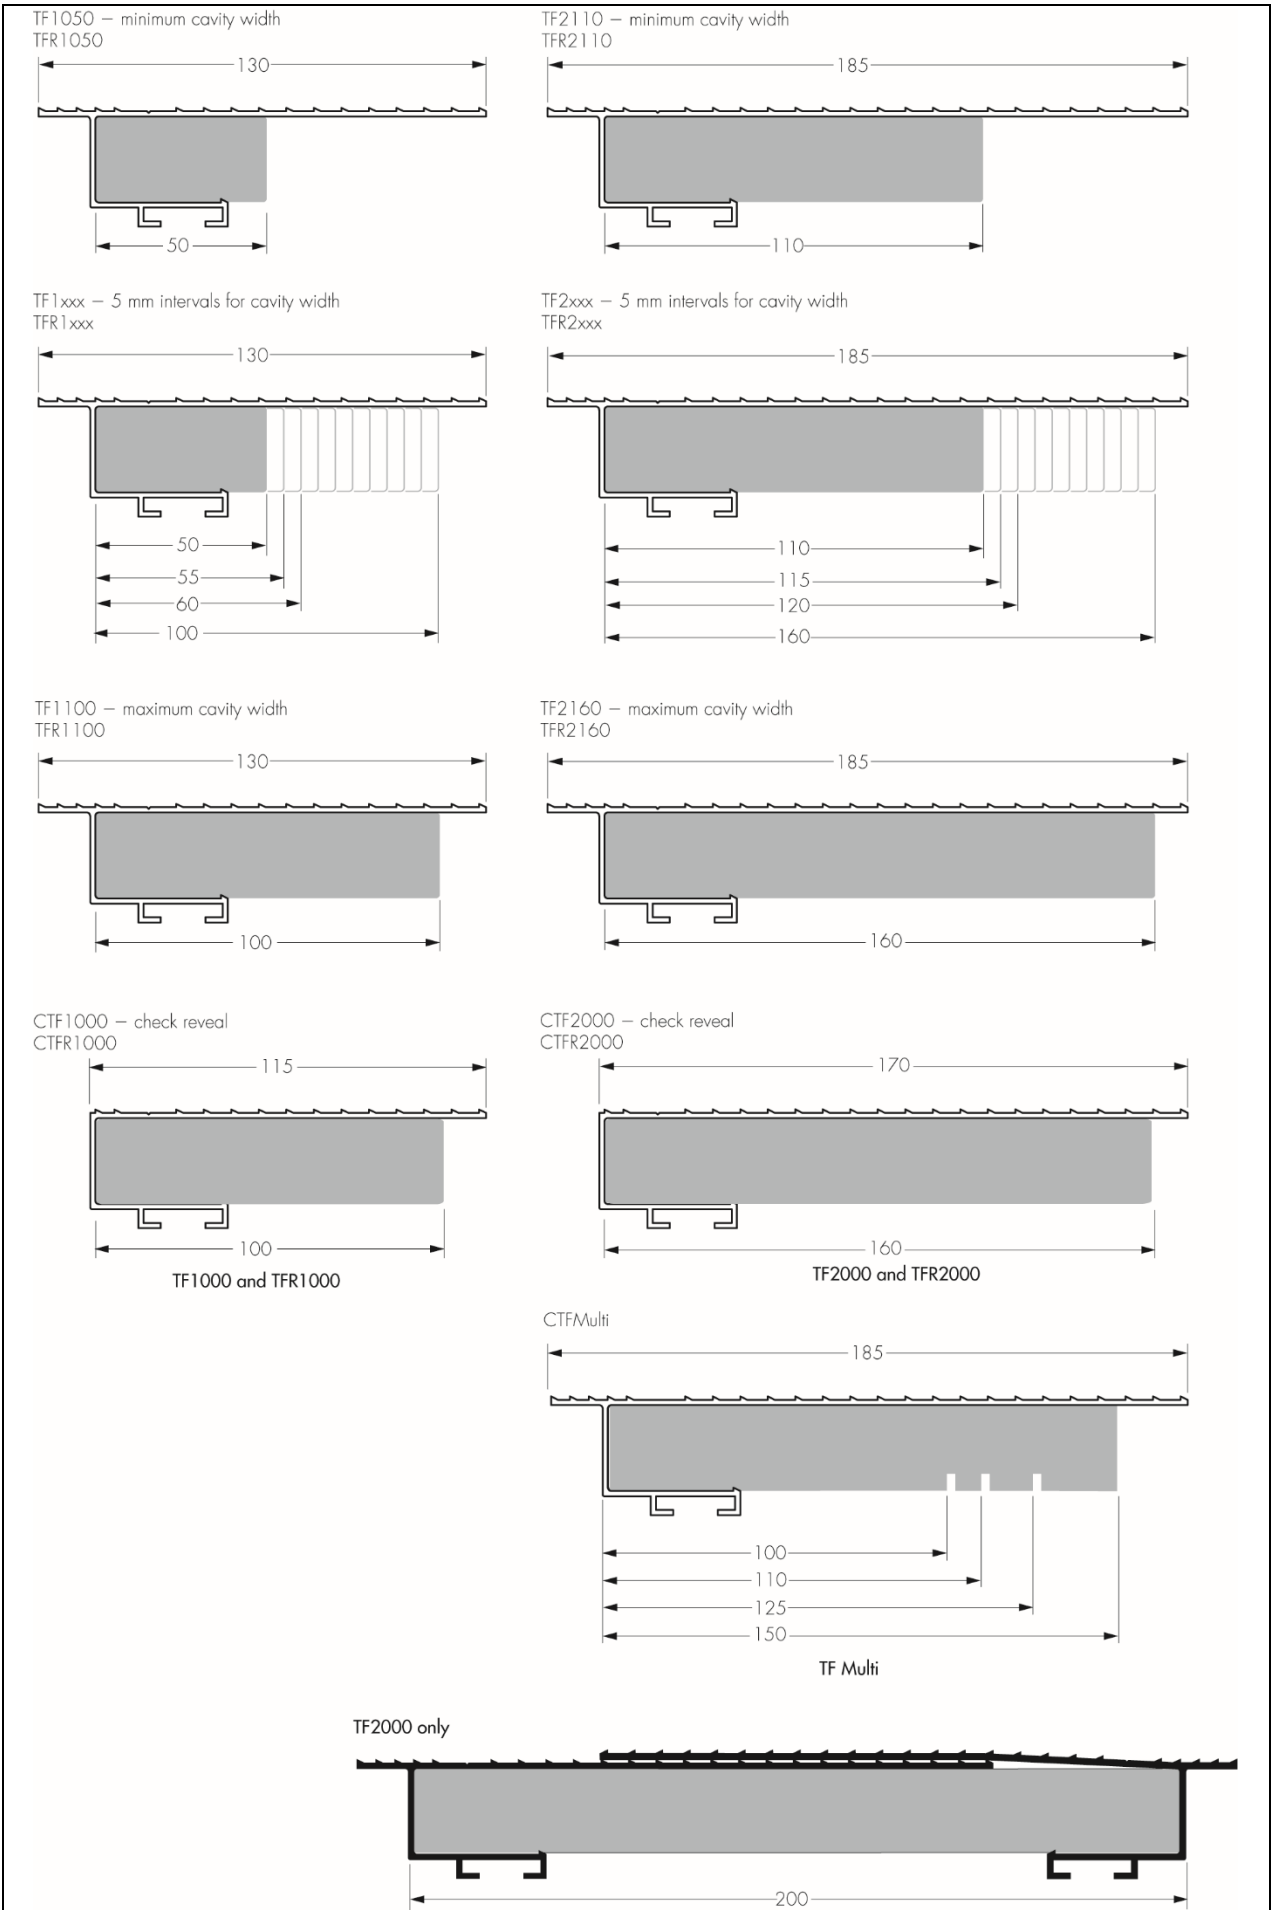 TF1050 – minimum cavity width
TFR1050
130
50
TF2110 – minimum cavity width
TFR2110
185
110
TF1xxx – 5 mm intervals for cavity width
TFR1xxx
130
50
55
60
100
TF2xxx – 5 mm intervals for cavity width
TFR2xxx
185
110
115
120
160
TF1100 – maximum cavity width
TFR1100
130
100
TF2160 – maximum cavity width
TFR2160
185
160
CTF1000 – check reveal
CTFR1000
115
100
TF1000 and TFR1000
CTF2000 – check reveal
CTFR2000
170
160
TF2000 and TFR2000
CTFMulti
185
100
110
125
150
TF Multi
TF2000 only
200